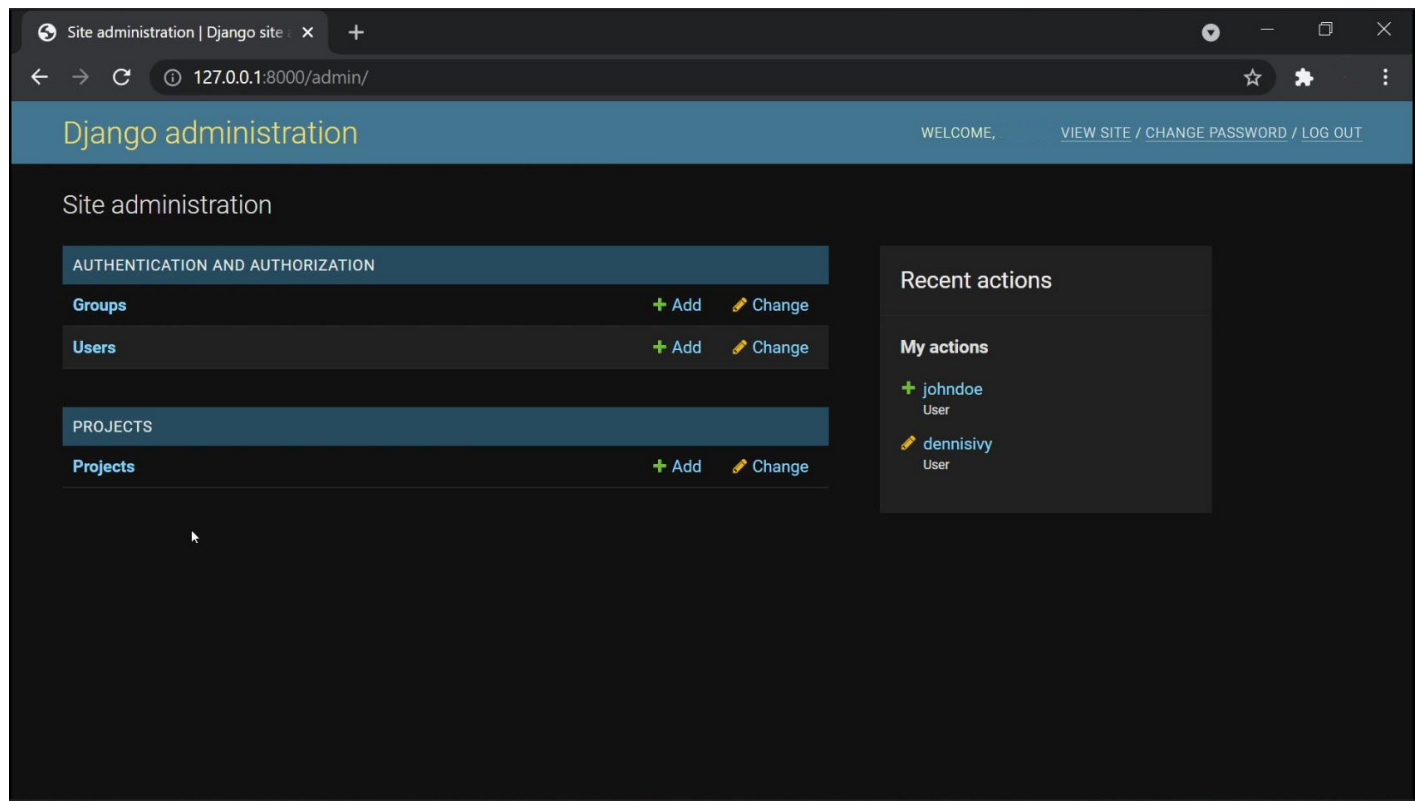 Site administration | Django site
127.0.0.1:8000/admin/
Django administration
WELCOME,
VIEW SITE / CHANGE PASSWORD / LOG OUT
Site administration
AUTHENTICATION AND AUTHORIZATION
Groups Add Change
Users Add Change
PROJECTS
Projects Add Change
Recent actions
My actions
johndoe
User
dennisivy
User